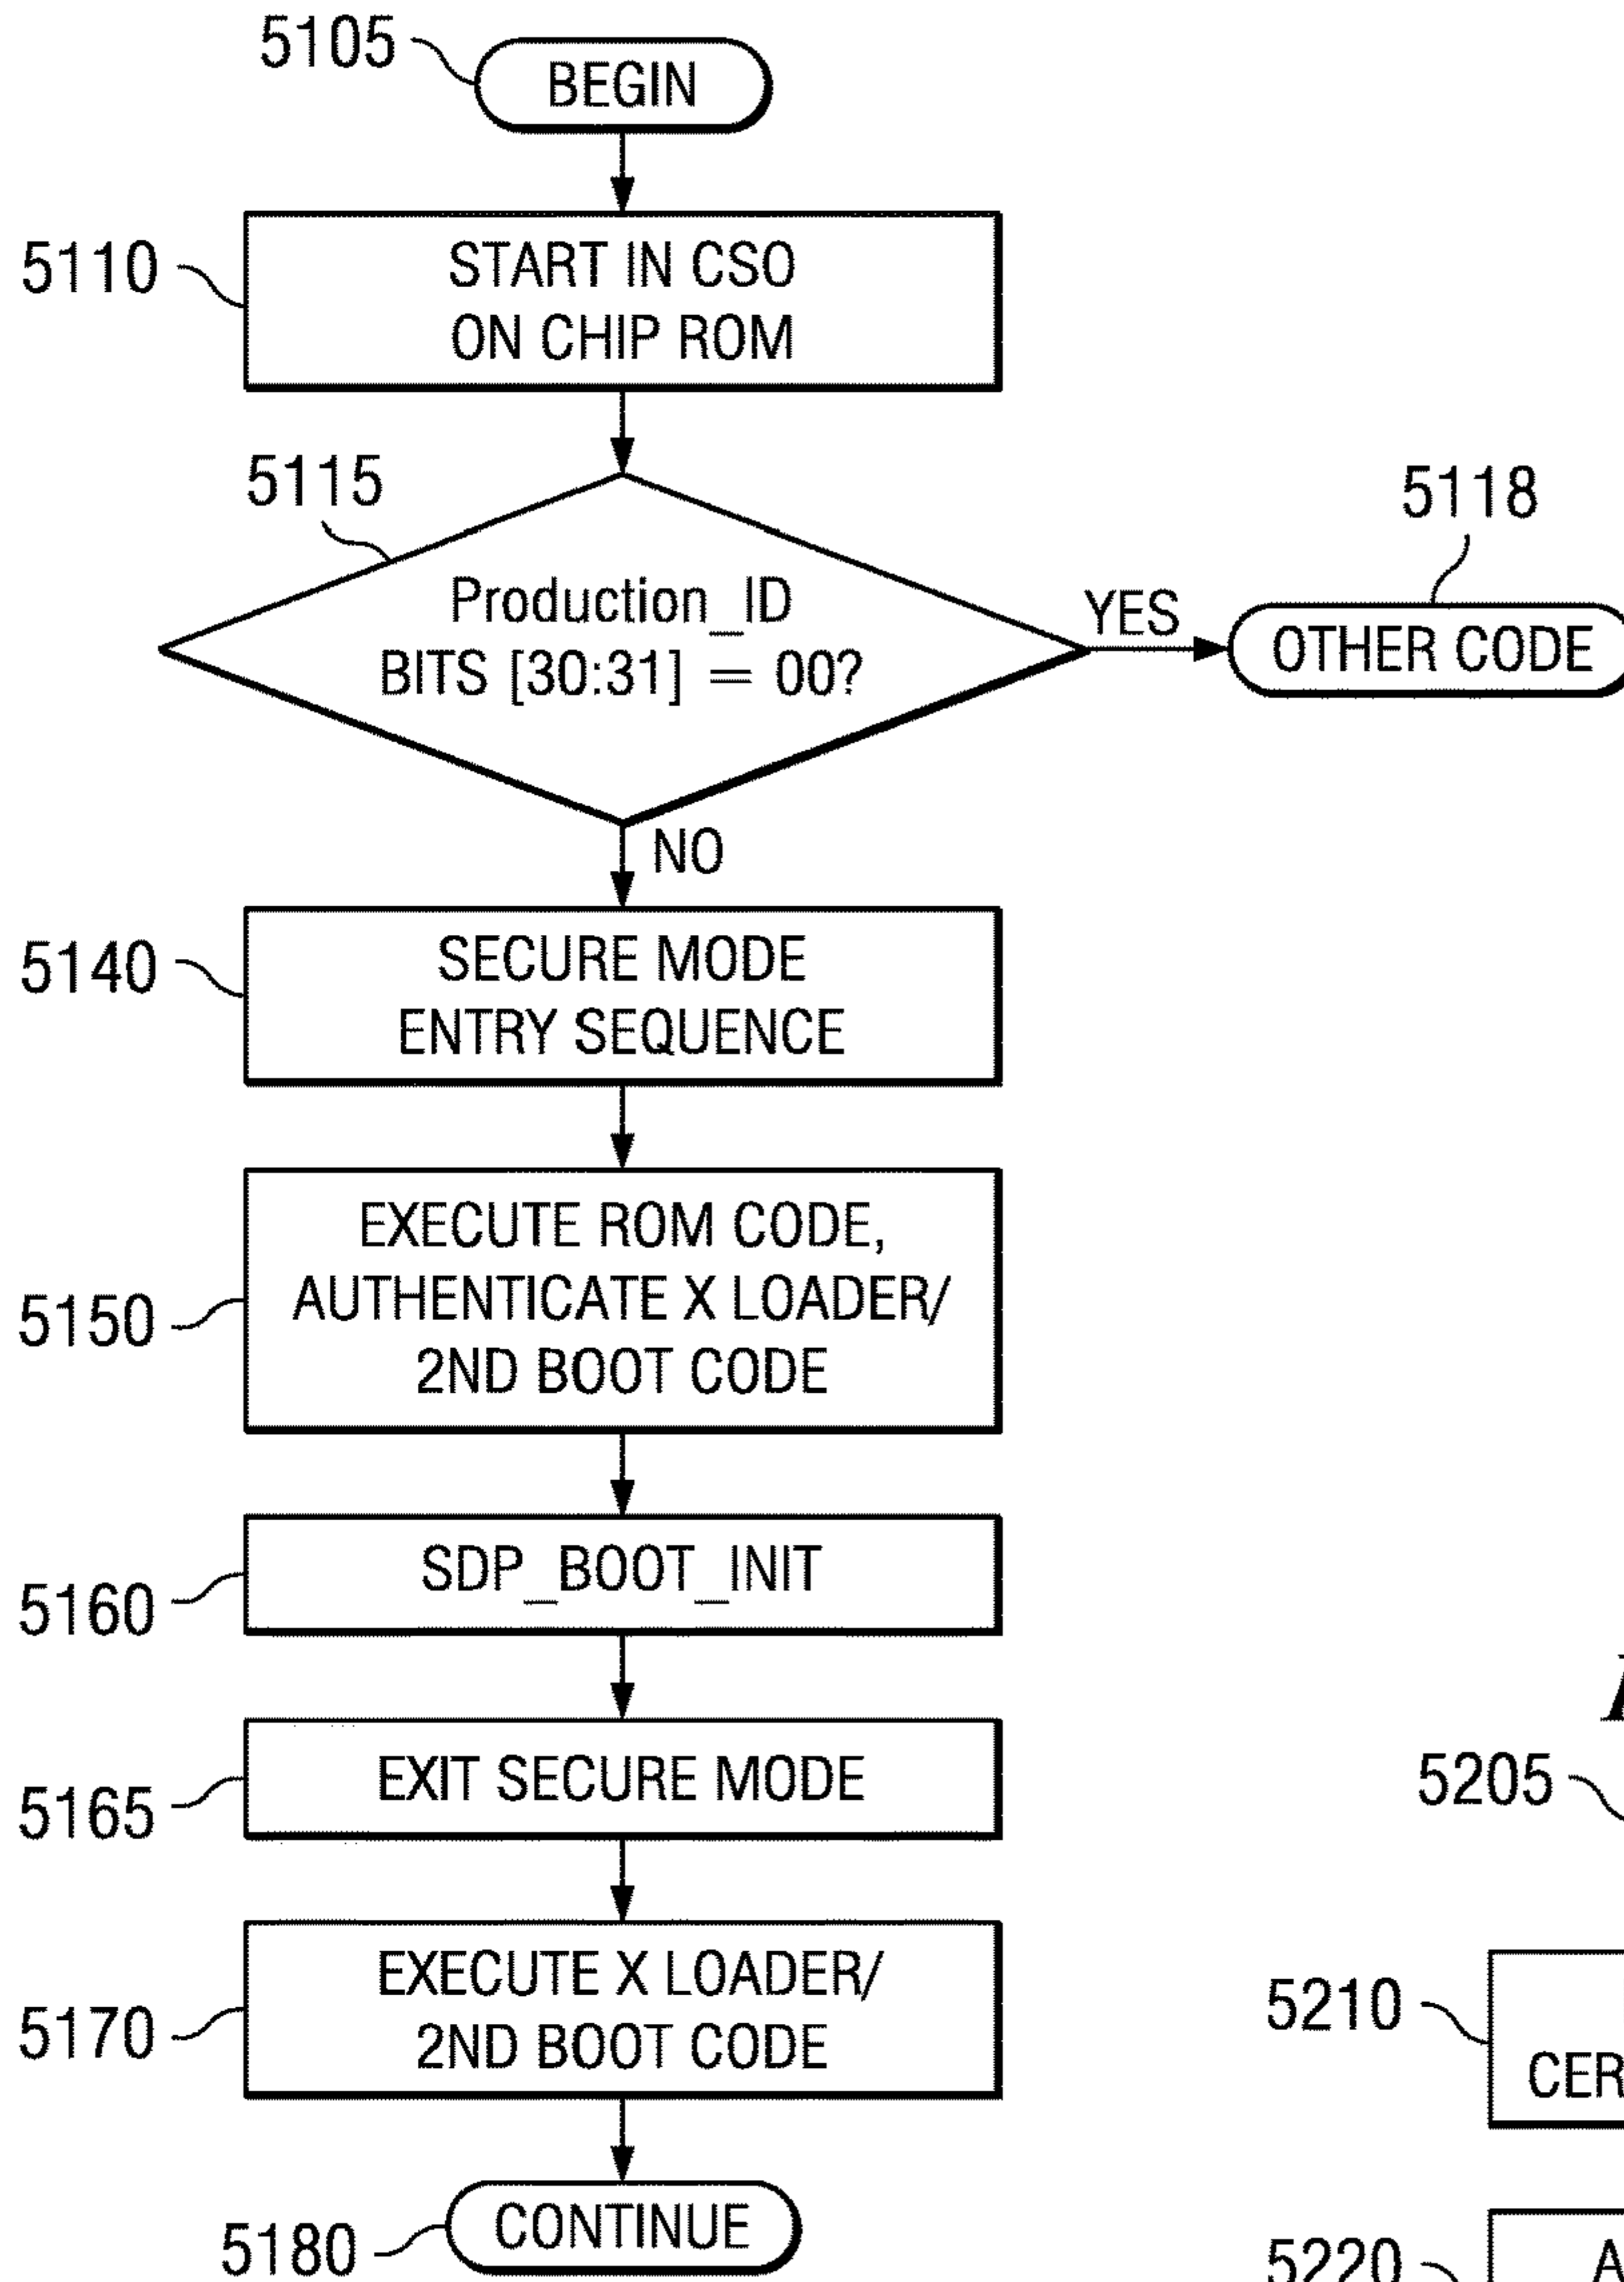 5105
BEGIN
5110
START IN CSO
ON CHIP ROM
5115
Production_ID
BITS [30:31] = 00?
YES
5118
OTHER CODE
NO
5140
SECURE MODE
ENTRY SEQUENCE
5150
EXECUTE ROM CODE,
AUTHENTICATE X LOADER/
2ND BOOT CODE
5160
SDP_BOOT_INIT
5165
EXIT SECURE MODE
5170
EXECUTE X LOADER/
2ND BOOT CODE
5180
CONTINUE
5205
5210
5220